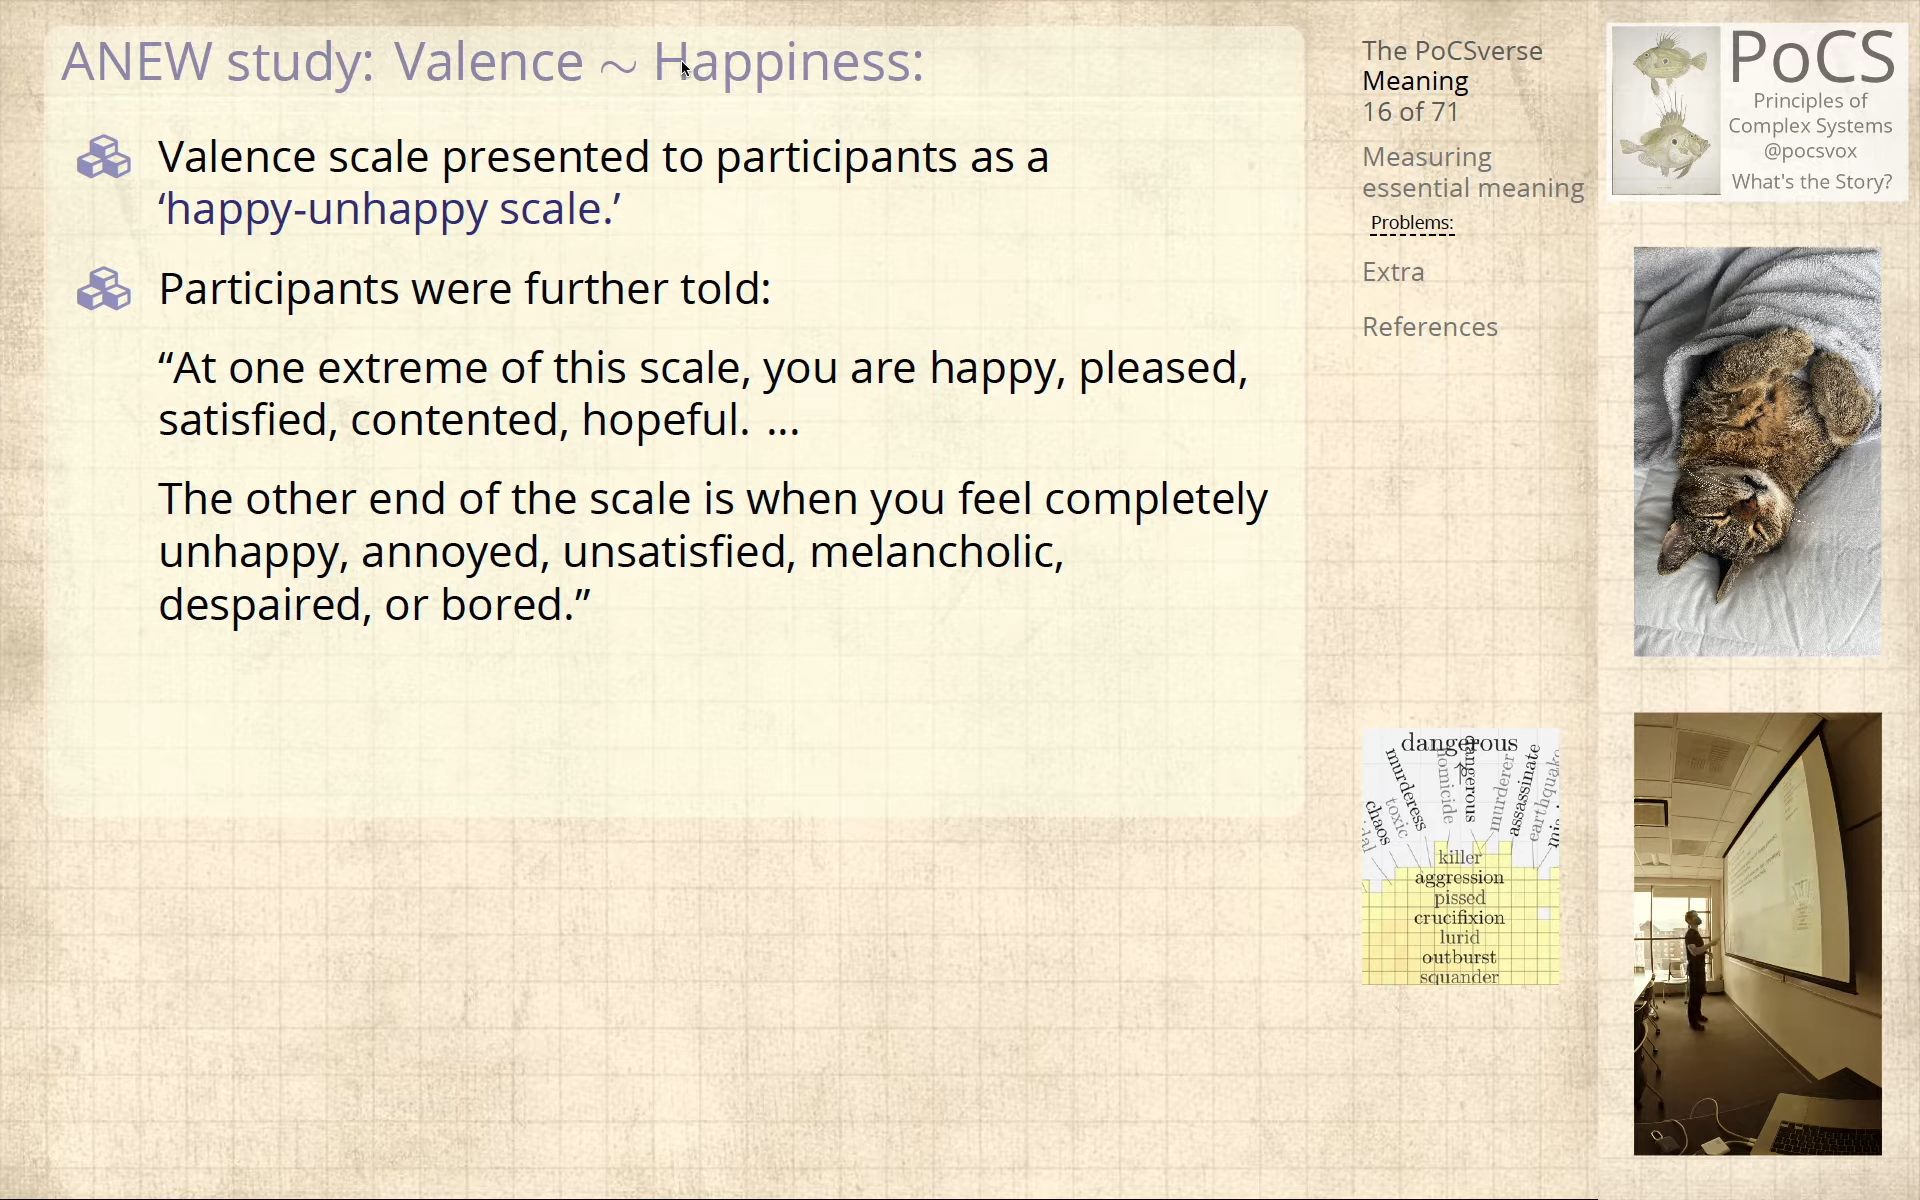 ANEW study: Valence ~ Happiness:
Valence scale presented to participants as a
‘happy-unhappy scale.’
Participants were further told:
“At one extreme of this scale, you are happy, pleased,
satisfied, contented, hopeful. ...
The other end of the scale is when you feel completely
unhappy, annoyed, unsatisfied, melancholic,
despaired, or bored.”
The PoCSverse
Meaning
16 of 71
Measuring
essential meaning
Problems:
Extra
References
dangerous
murderess
homicide
dangerous
murderer
assassinate
earthquake
chaos
toxic
killer
aggression
pissed
crucifixion
lurid
outburst
squander
PoCS
Principles of
Complex Systems
@pocsvox
What's the Story?